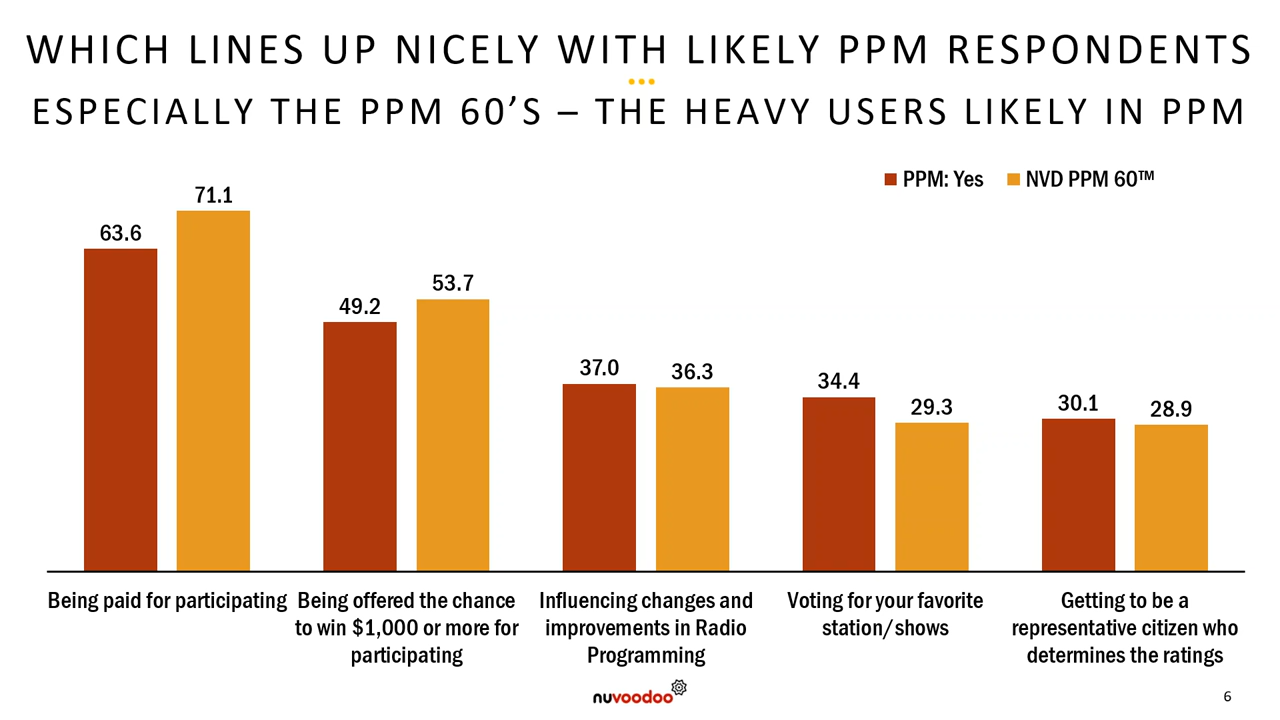 WHICH LINES UP NICELY WITH LIKELY PPM RESPONDENTS
ESPECIALLY THE PPM 60’S – THE HEAVY USERS LIKELY IN PPM
PPM: Yes
NVD PPM 60™
63.6
71.1
49.2
53.7
37.0
36.3
34.4
29.3
30.1
28.9
Being paid for participating
Being offered the chance
to win $1,000 or more for
participating
Influencing changes and
improvements in Radio
Programming
Voting for your favorite
station/shows
Getting to be a
representative citizen who
determines the ratings
nuvoodoo
6